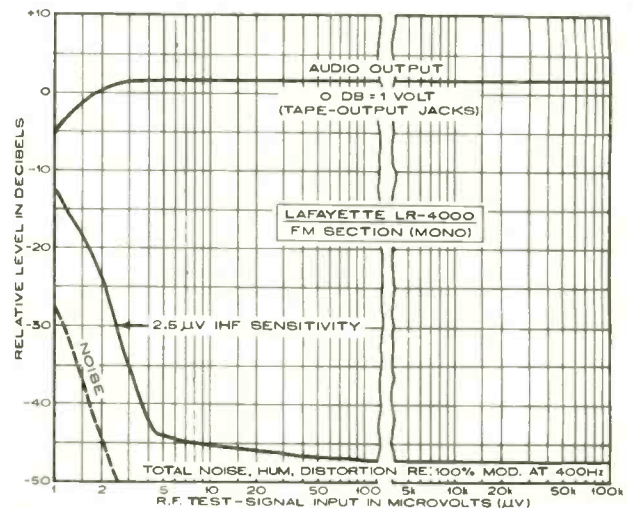 +10
AUDIO OUTPUT
0
0 DB = 1 VOLT
(TAPE-OUTPUT JACKS)
-10
LAFAYETTE LR-4000
FM SECTION (MONO)
-20
RELATIVE LEVEL IN DECIBELS
-30
2.5 µV IHF SENSITIVITY
NOISE
-40
TOTAL NOISE, HUM, DISTORTION RE: 100% MOD. AT 400HZ
-50
1 2 5 10 20 50 100 5k 10k 20k 50k 100k
R.F. TEST-SIGNAL INPUT IN MICROVOLTS (µV)